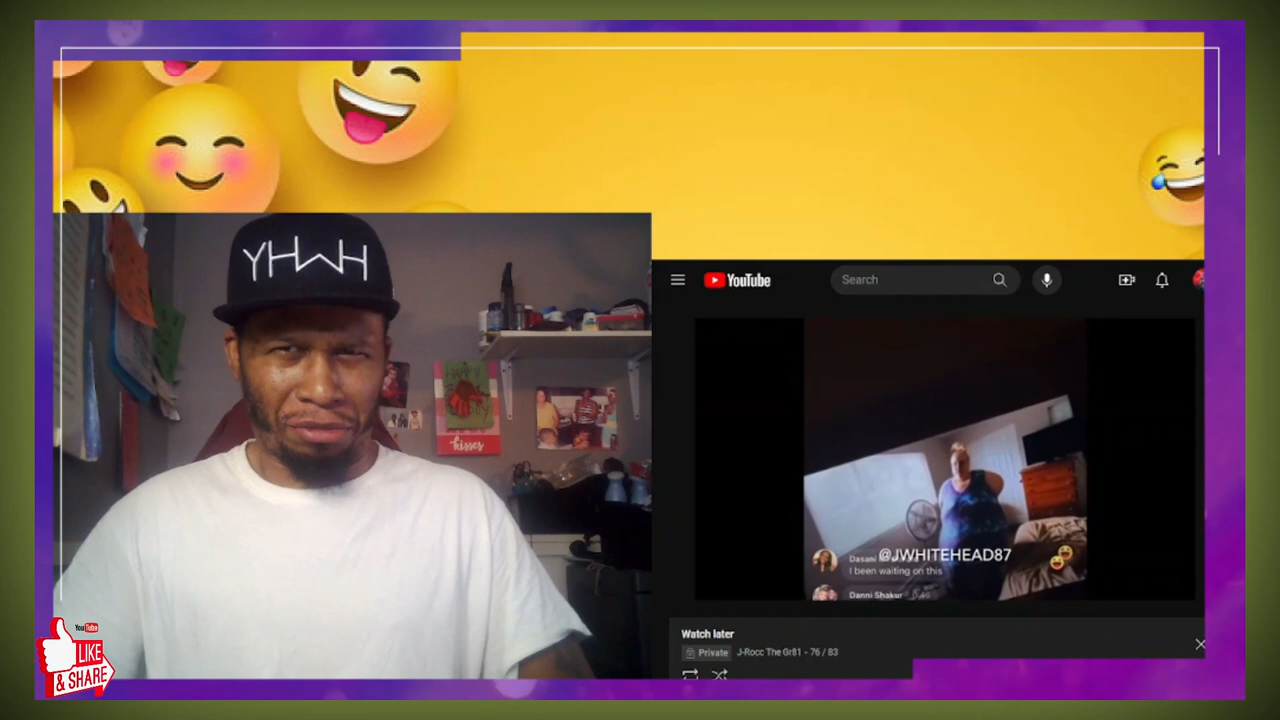 YHWH
YouTube
Search
kisses
Dasani
@JWHITEHEAD87
I been waiting on this
Danni Shakur
Watch later
Private
J-Rocc The Gr81 - 76 / 83
YouTube
LIKE
& SHARE